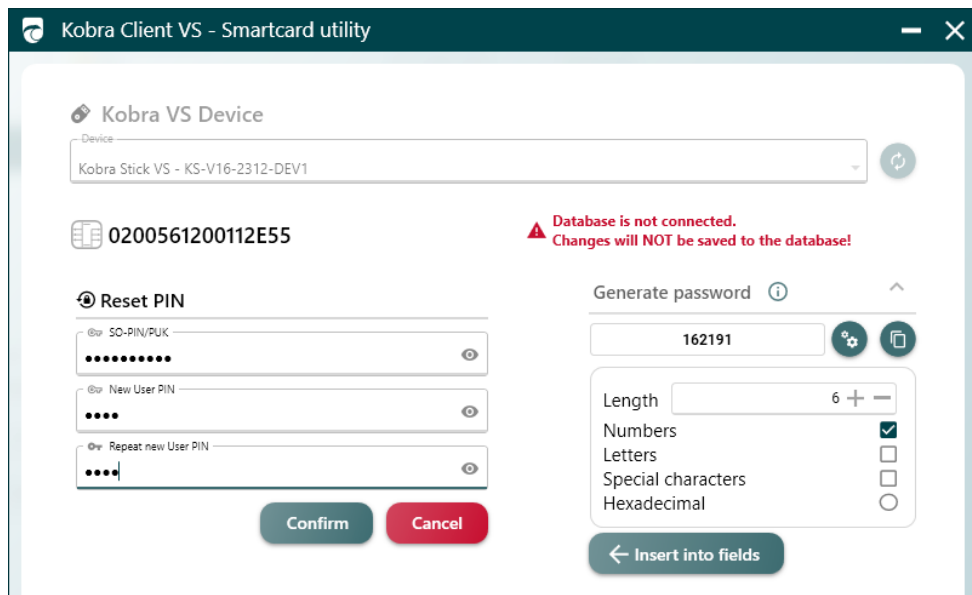 Kobra Client VS - Smartcard utility
Kobra VS Device
Device
Kobra Stick VS - KS-V16-2312-DEV1
0200561200112E55
Database is not connected.
Changes will NOT be saved to the database!
Reset PIN
SO-PIN/PUK
••••••••••
New User PIN
••••
Repeat new User PIN
••••
Confirm
Cancel
Generate password
162191
Length
6
Numbers
Letters
Special characters
Hexadecimal
Insert into fields